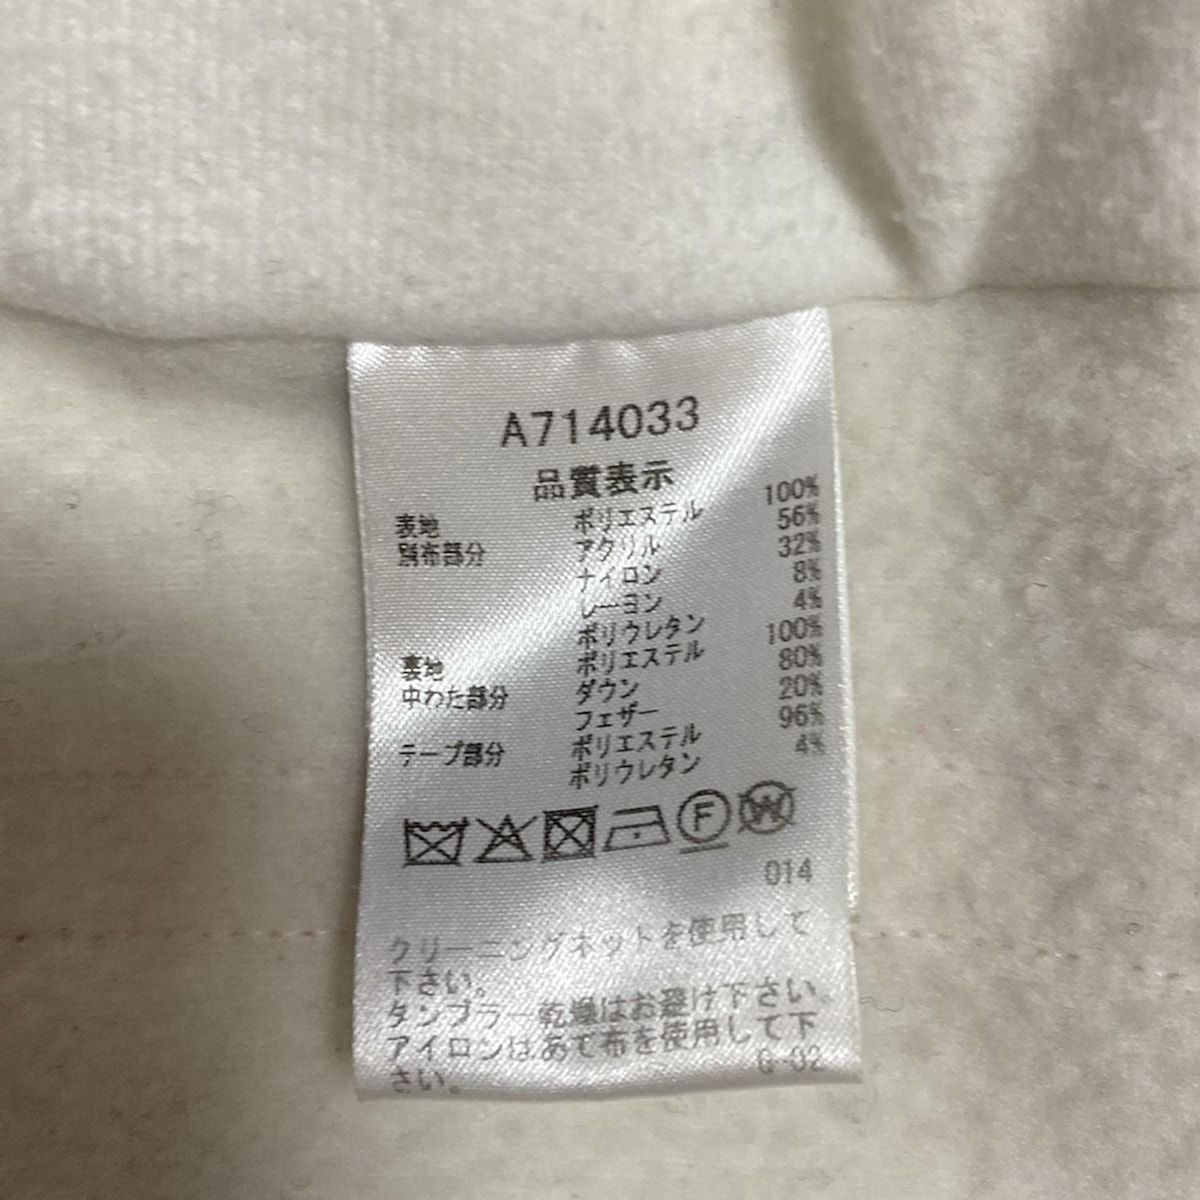 A714033
品質表示
表地 ポリエステル 100%
別布部分 アクリル 56%
ナイロン 32%
レーヨン 8%
ポリウレタン 4%
裏地 ポリエステル 100%
中わた部分 ダウン 80%
フェザー 20%
テープ部分 ポリエステル 96%
ポリウレタン 4%
F W
014
クリーニングネットを使用して
下さい。
タンブラー乾燥はお避け下さい。
アイロンはあて布を使用して下
さい。 G-02